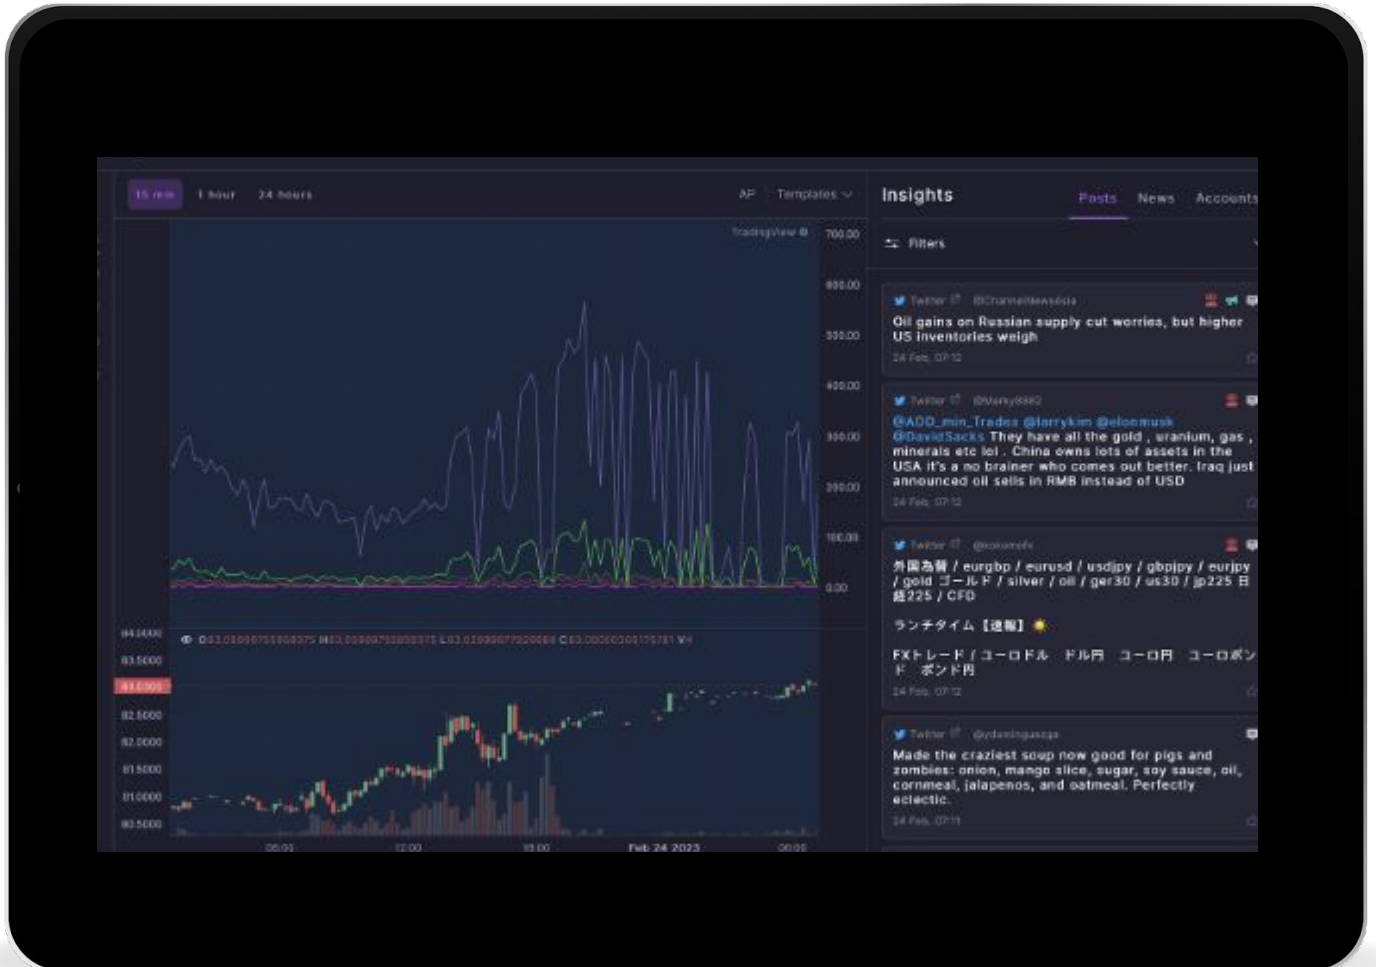 15 min 1 hour 24 hours
AP Templates
TradingView
700.00
600.00
500.00
400.00
300.00
200.00
100.00
0.00
84.0000
83.5000
82.5000
82.0000
81.5000
81.0000
80.5000
06:00 12:00 18:00 Feb 24 2023 06:00
Insights Posts News Accounts
Filters
Twitter @ChannelNewsAsia
Oil gains on Russian supply cut worries, but higher
US inventories weigh
24 Feb, 07:12
Twitter
@ADD_min_Trades @larrykim @elonmusk
@DavidSacks They have all the gold , uranium, gas ,
minerals etc lol . China owns lots of assets in the
USA it's a no brainer who comes out better. Iraq just
announced oil sells in RMB instead of USD
24 Feb, 07:12
Twitter
外国為替 / eurgbp / eurusd / usdjpy / gbpjpy / eurjpy
/ gold ゴールド / silver / oil / ger30 / us30 / jp225 日
経225 / CFD
ランチタイム【速報】☀️
FXトレード / ユーロドル ドル円 ユーロ円 ユーロポン
ド ポンド円
24 Feb, 07:12
Twitter
Made the craziest soup now good for pigs and
zombies: onion, mango slice, sugar, soy sauce, oil,
cornmeal, jalapenos, and oatmeal. Perfectly
eclectic.
24 Feb, 07:11